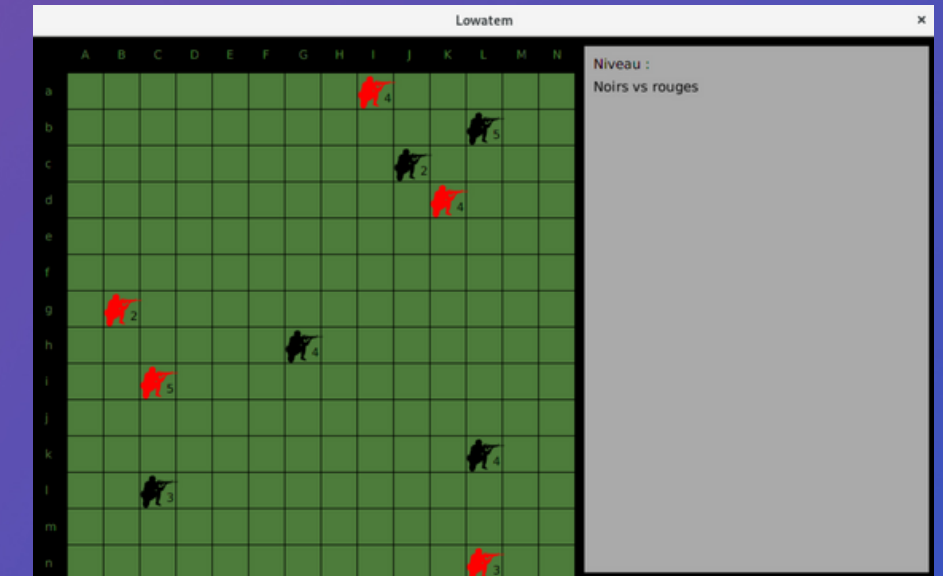 Lowatem ×
A B C D E F G H I J K L M N
Niveau :
Noirs vs rouges
a 4
b 5
c 2
d 4
e
f
g 2
h 4
i 5
j
k 4
l 3
m
n 3